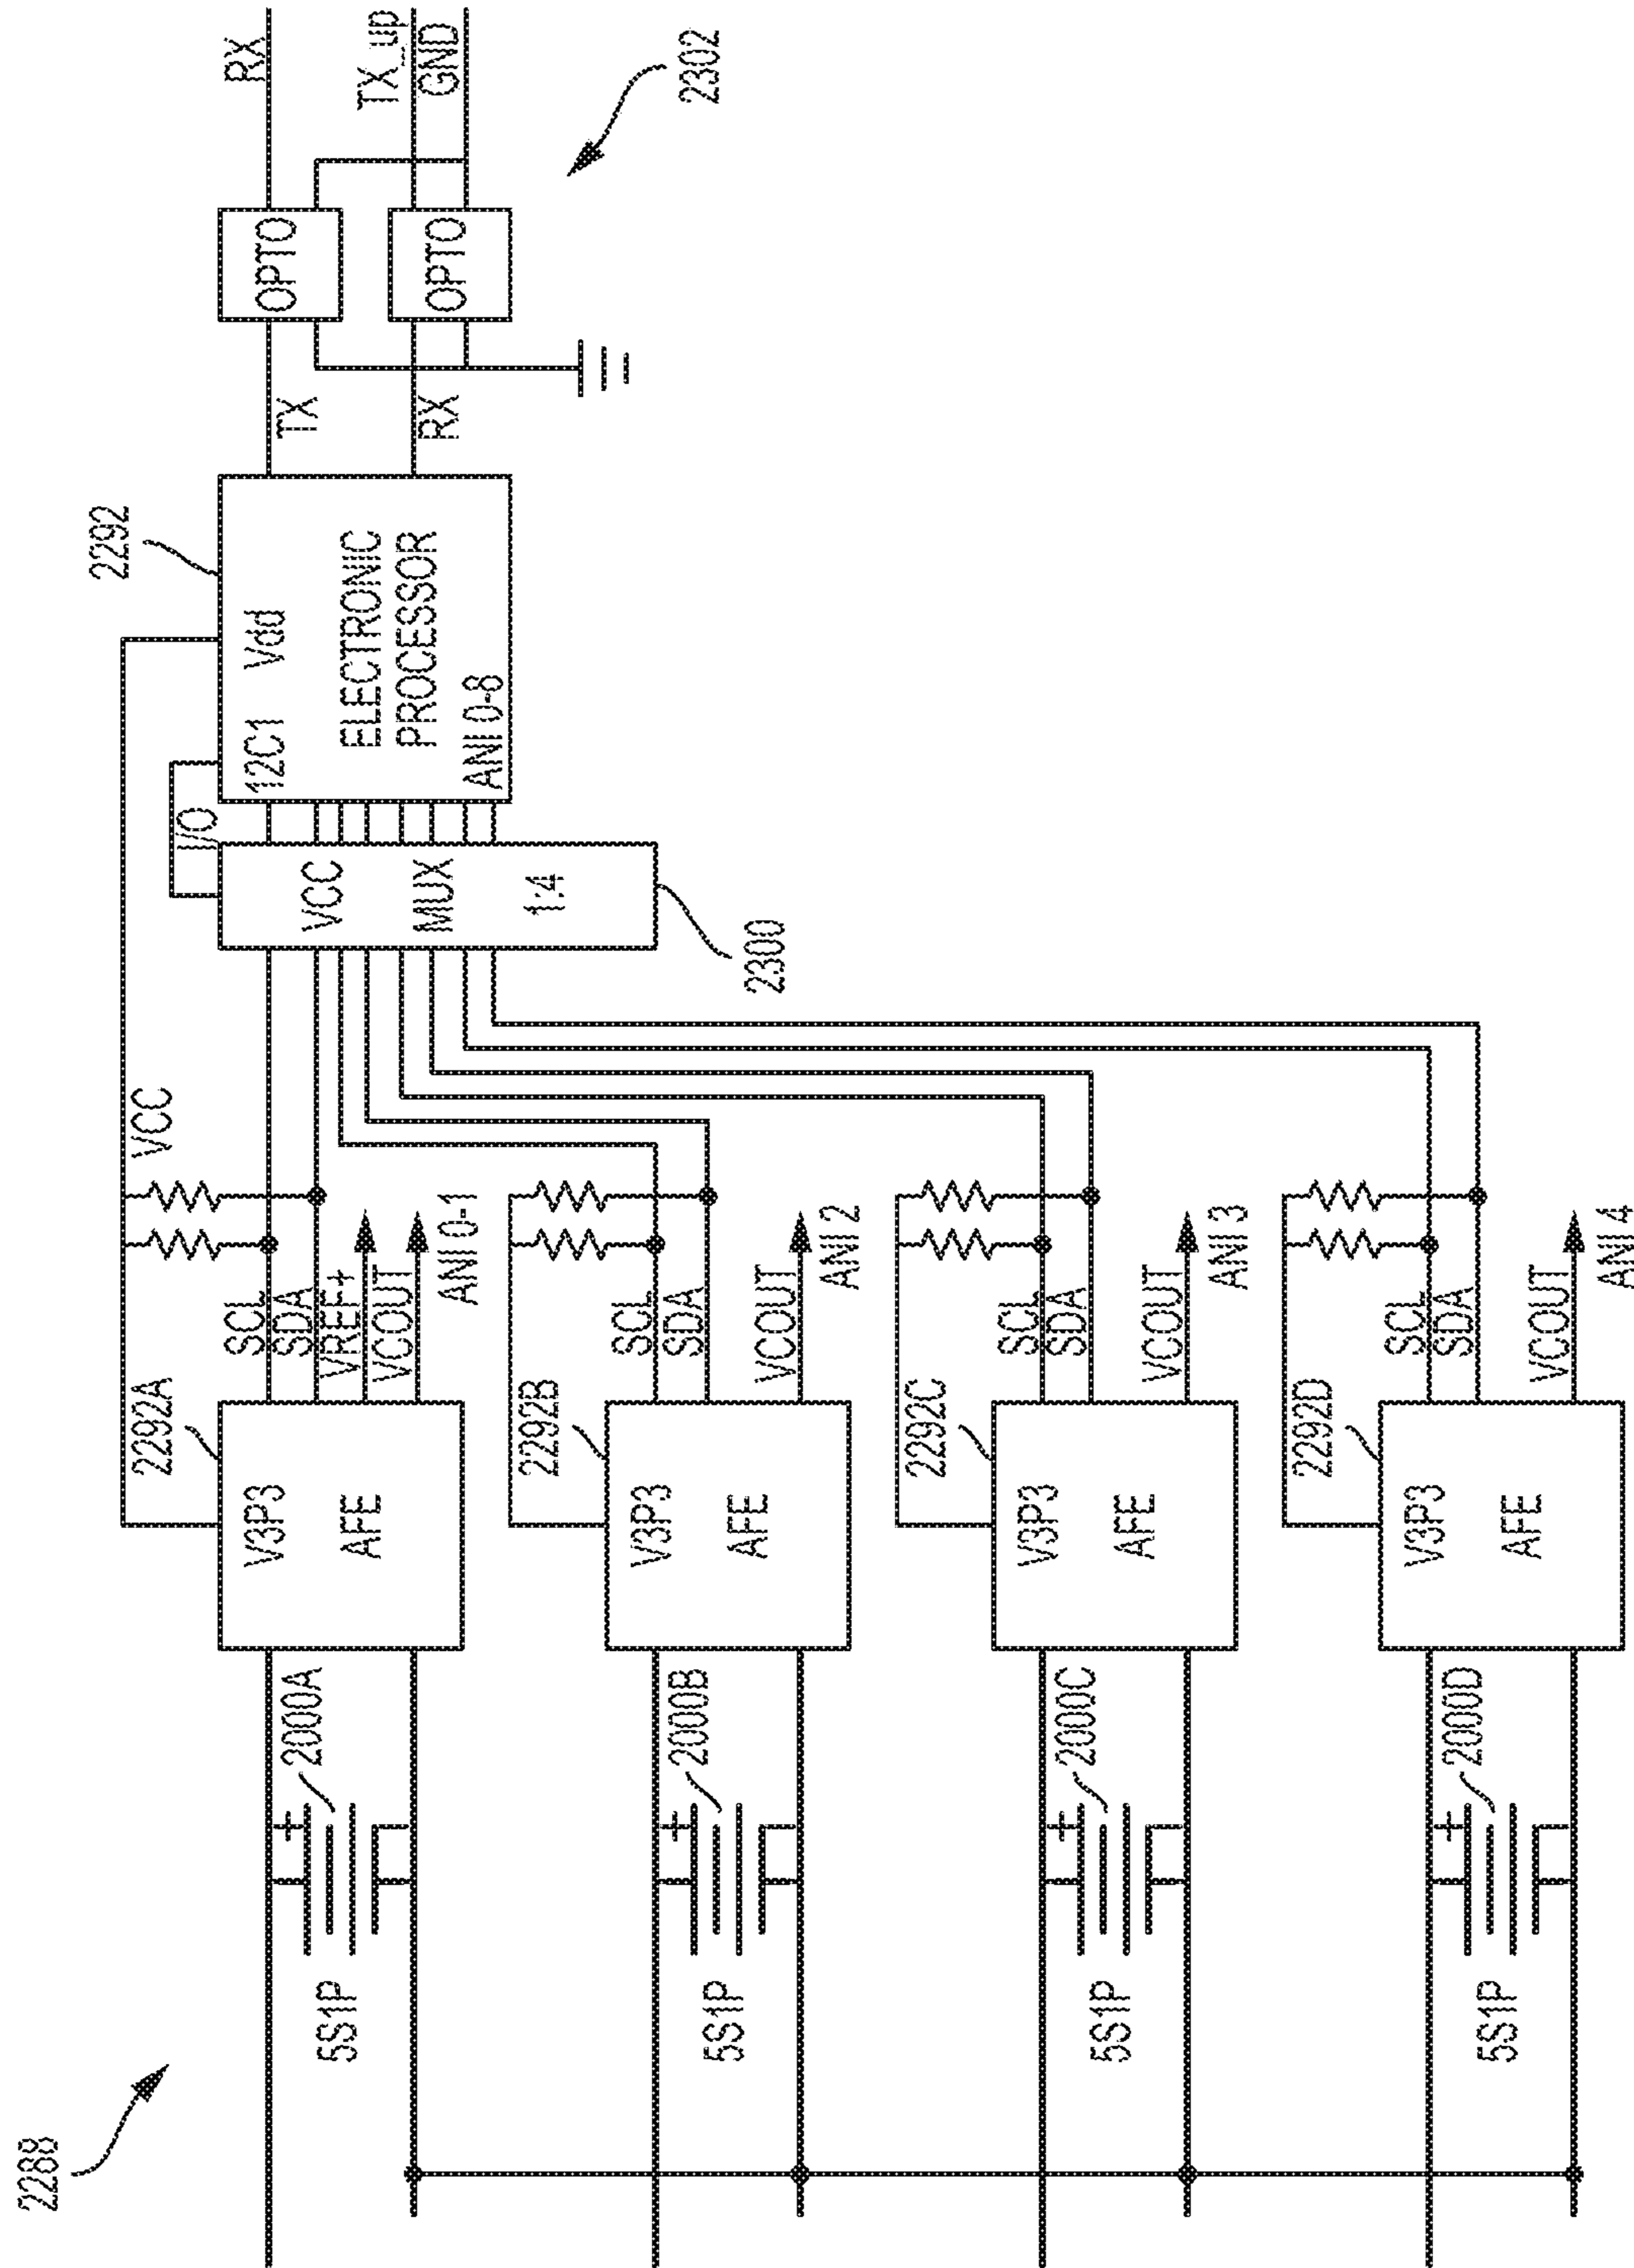 2288
5S1P
2000A
V3P3
AFE
2292A
SCL
SDA
VREF+
VCOUT
ANI 0-1
VCC
5S1P
2000B
V3P3
AFE
2292B
SCL
SDA
VCOUT
ANI 2
5S1P
2000C
V3P3
AFE
2292C
SCL
SDA
VCOUT
ANI 3
5S1P
2000D
V3P3
AFE
2292D
SCL
SDA
VCOUT
ANI 4
I/O
VCC
MUX
1:4
2300
2292
12C1 Vdd
ELECTRONIC
PROCESSOR
ANI 0-8
TX
RX
OPTO
OPTO
RX
TX_up
GND
2302